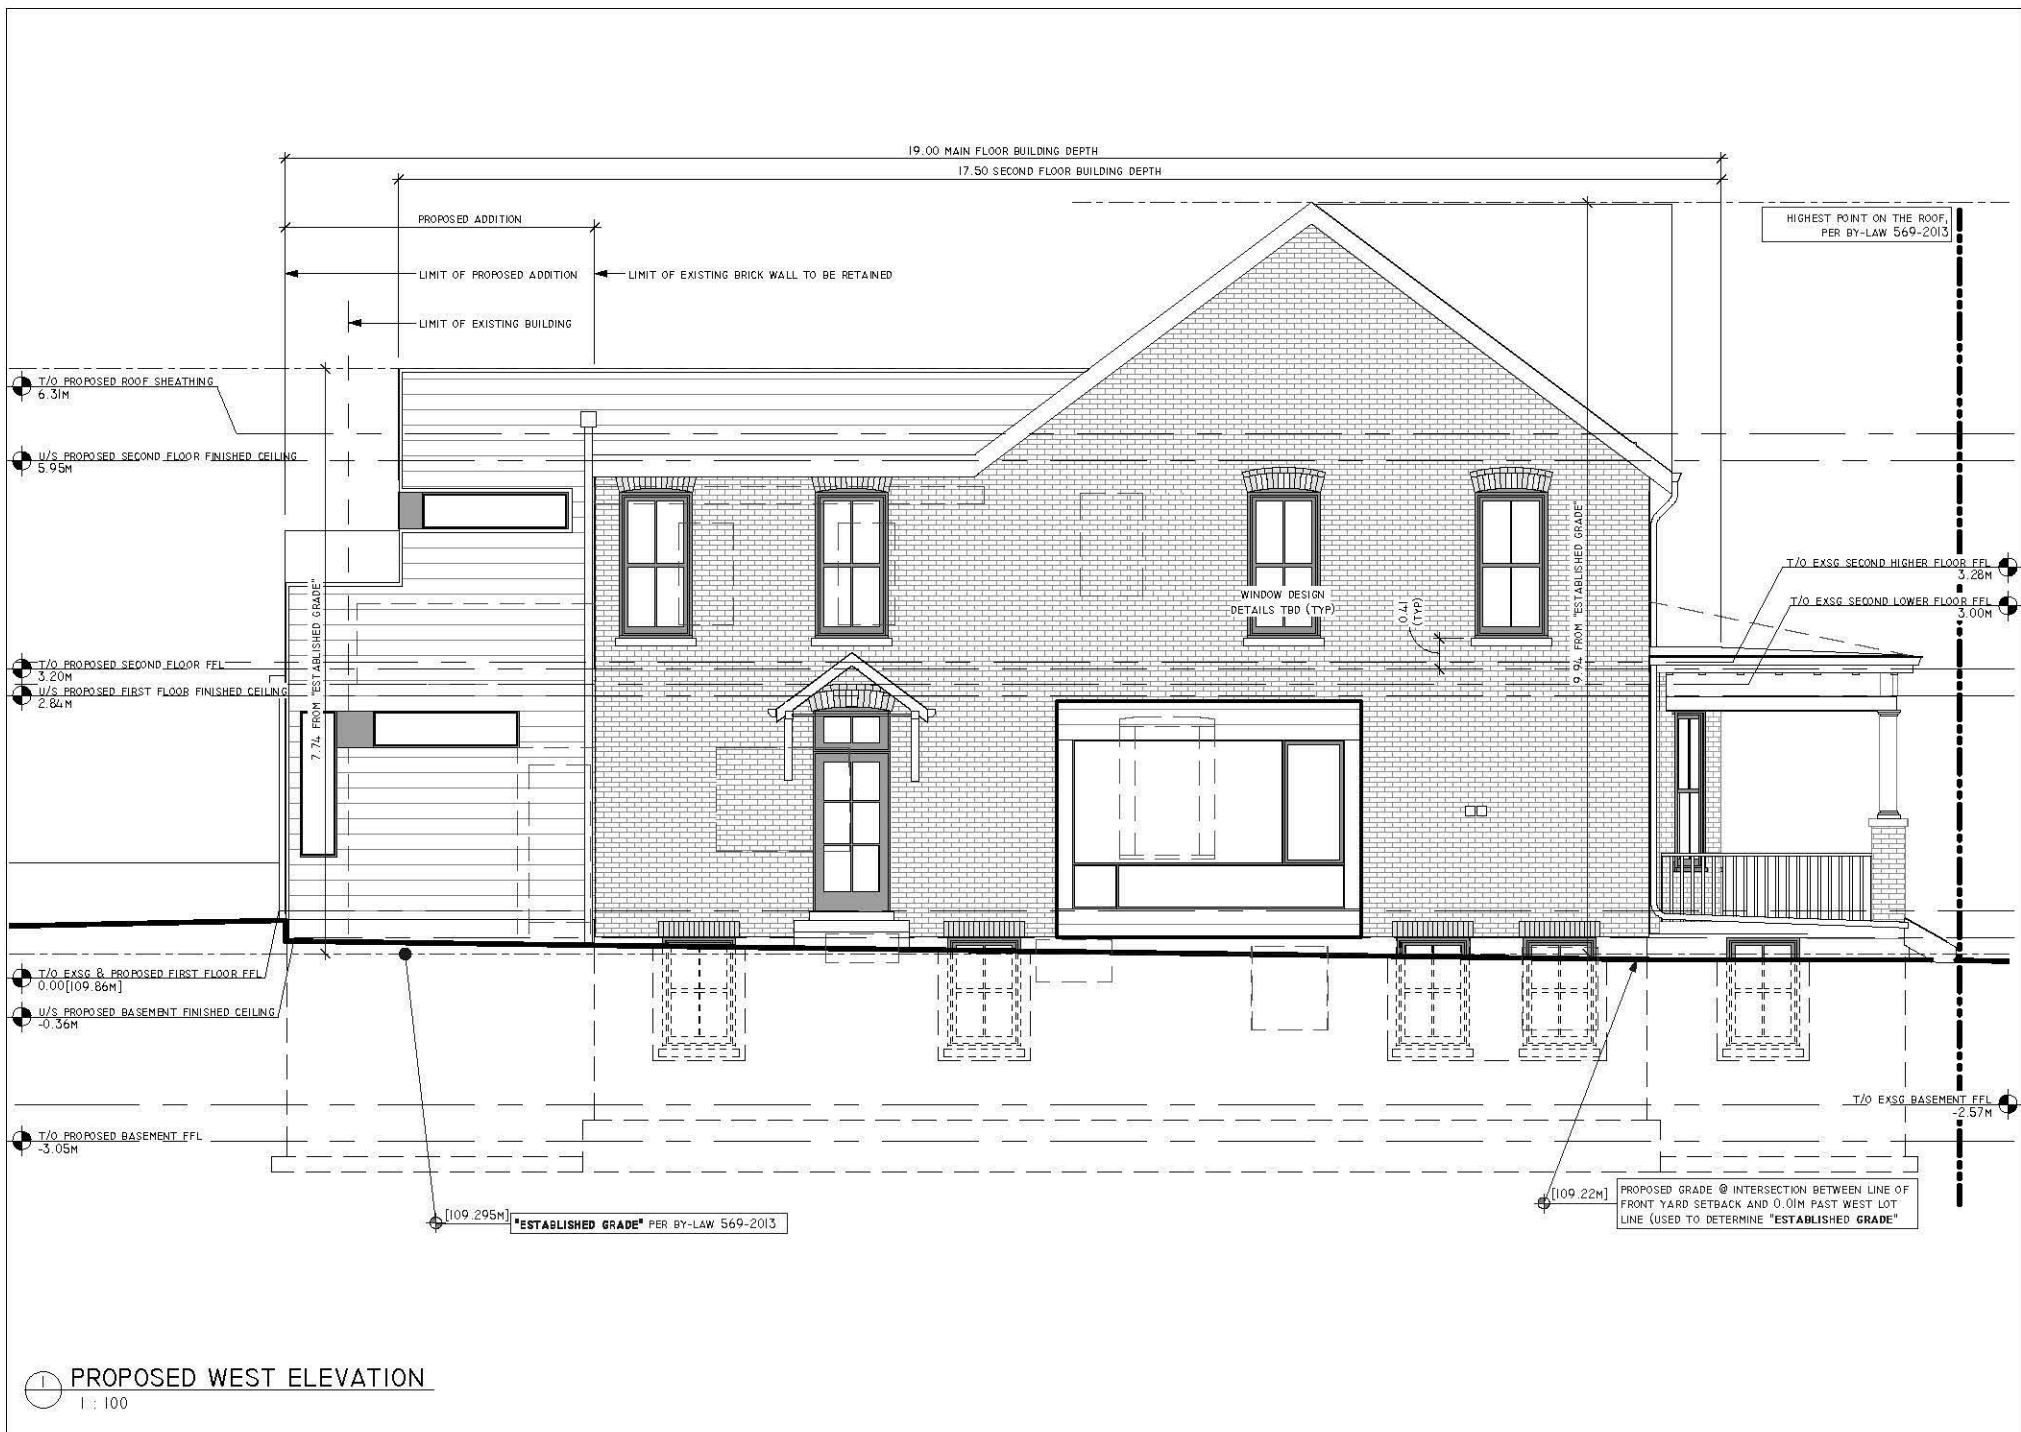 19.00 MAIN FLOOR BUILDING DEPTH
17.50 SECOND FLOOR BUILDING DEPTH
PROPOSED ADDITION
HIGHEST POINT ON THE ROOF,
PER BY-LAW 569-2013
LIMIT OF PROPOSED ADDITION
LIMIT OF EXISTING BRICK WALL TO BE RETAINED
LIMIT OF EXISTING BUILDING
T/O PROPOSED ROOF SHEATHING
6.31M
U/S PROPOSED SECOND FLOOR FINISHED CEILING
5.95M
T/O PROPOSED SECOND FLOOR FFL
3.20M
U/S PROPOSED FIRST FLOOR FINISHED CEILING
2.84M
7.74 FROM "ESTABLISHED GRADE"
WINDOW DESIGN
DETAILS TBD (TYP)
0.41
(TYP)
9.94 FROM "ESTABLISHED GRADE"
T/O EXSG SECOND HIGHER FLOOR FFL
3.28M
T/O EXSG SECOND LOWER FLOOR FFL
3.00M
T/O EXSG & PROPOSED FIRST FLOOR FFL
0.00[109.86M]
U/S PROPOSED BASEMENT FINISHED CEILING
-0.36M
T/O EXSG BASEMENT FFL
-2.57M
T/O PROPOSED BASEMENT FFL
-3.05M
[109.295M]
"ESTABLISHED GRADE" PER BY-LAW 569-2013
[109.22M]
PROPOSED GRADE @ INTERSECTION BETWEEN LINE OF
FRONT YARD SETBACK AND 0.01M PAST WEST LOT
LINE (USED TO DETERMINE "ESTABLISHED GRADE"
1
PROPOSED WEST ELEVATION
1 : 100